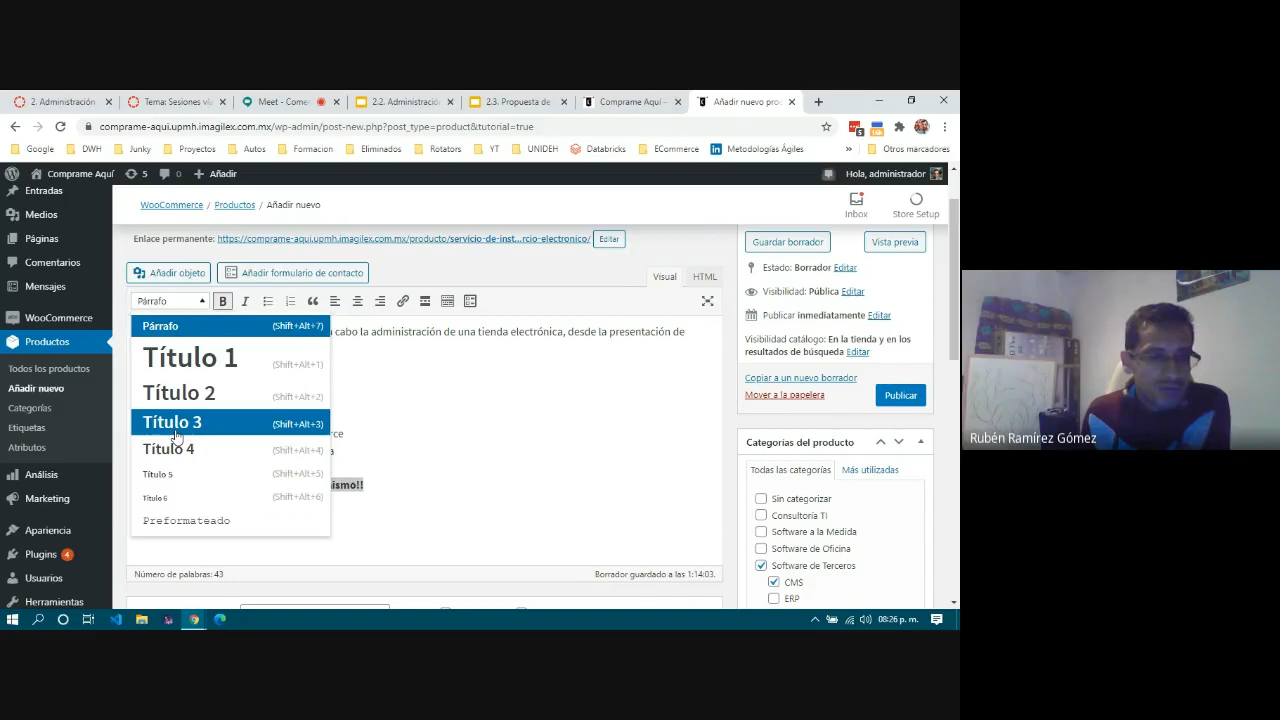 2. Administración
Tema: Sesiones vi
Meet - Come
2.2. Administració
2.3. Propuesta de
Comprame Aquí –
Añadir nuevo pro
comprame-aqui.upmh.imagilex.com.mx/wp-admin/post-new.php?post_type=product&tutorial=true
Google
DWH
Junky
Proyectos
Autos
Formacion
Eliminados
Rotators
YT
UNIDEH
Databricks
ECommerce
Metodologías Ágiles
»
Otros marcadores
Comprame Aquí
5
0
Añadir
Hola, administrador
Entradas
Medios
Páginas
Comentarios
Mensajes
WooCommerce
Productos
Todos los productos
Añadir nuevo
Categorías
Etiquetas
Atributos
Análisis
Marketing
Apariencia
Plugins 4
Usuarios
Herramientas
WooCommerce / Productos / Añadir nuevo
Inbox
Store Setup
Enlace permanente: https://comprame-aqui.upmh.imagilex.com.mx/producto/servicio-de-inst...rcio-electronico/ Editar
Añadir objeto
Añadir formulario de contacto
Visual
HTML
Párrafo
B
I
Párrafo (Shift+Alt+7)
Título 1 (Shift+Alt+1)
Título 2 (Shift+Alt+2)
Título 3 (Shift+Alt+3)
Título 4 (Shift+Alt+4)
Título 5 (Shift+Alt+5)
Título 6 (Shift+Alt+6)
Preformateado
cabo la administración de una tienda electrónica, desde la presentación de
rce
a
ismo!!
Número de palabras: 43
Borrador guardado a las 1:14:03.
Guardar borrador
Vista previa
Estado: Borrador Editar
Visibilidad: Pública Editar
Publicar inmediatamente Editar
Visibilidad catálogo: En la tienda y en los
resultados de búsqueda Editar
Copiar a un nuevo borrador
Mover a la papelera
Publicar
Categorías del producto
Todas las categorías
Más utilizadas
Sin categorizar
Consultoría TI
Software a la Medida
Software de Oficina
Software de Terceros
CMS
ERP
08:26 p. m.
Rubén Ramírez Gómez